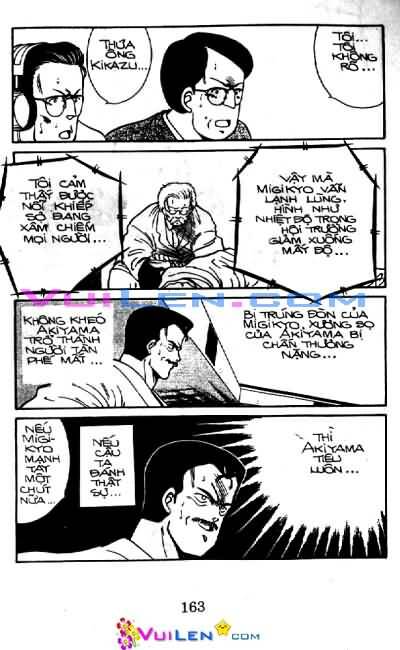 THƯA
ÔNG
KIKAZU...
TÔI...
TÔI
KHÔNG
RÕ...
TÔI CẢM
THẤY ĐƯỢC
NỖI KHIẾP
SỢ ĐANG
XÂM CHIẾM
MỌI NGƯỜI...
VẬY MÀ
MIGIKYO VẪN
LẠNH LÙNG,
HÌNH NHƯ
NHIỆT ĐỘ TRONG
HỘI TRƯỜNG
GIẢM XUỐNG
MẤY ĐỘ...
VuiLen.com
KHÔNG KHÉO
AKIYAMA
TRỞ THÀNH
NGƯỜI TÀN
PHẾ MẤT...
BỊ TRÚNG ĐÒN CỦA
MIGIKYO, XƯƠNG SỌ
CỦA AKIYAMA BỊ
CHẤN THƯƠNG
NẶNG...
NẾU
MIGI-
KYO
MẠNH
TAY
MỘT
CHÚT
NỮA...
NẾU
CẬU
TA
ĐÁNH
THẬT
SỰ...
THÌ
AKIYAMA
TIÊU
LUÔN...
163
VuiLen.com